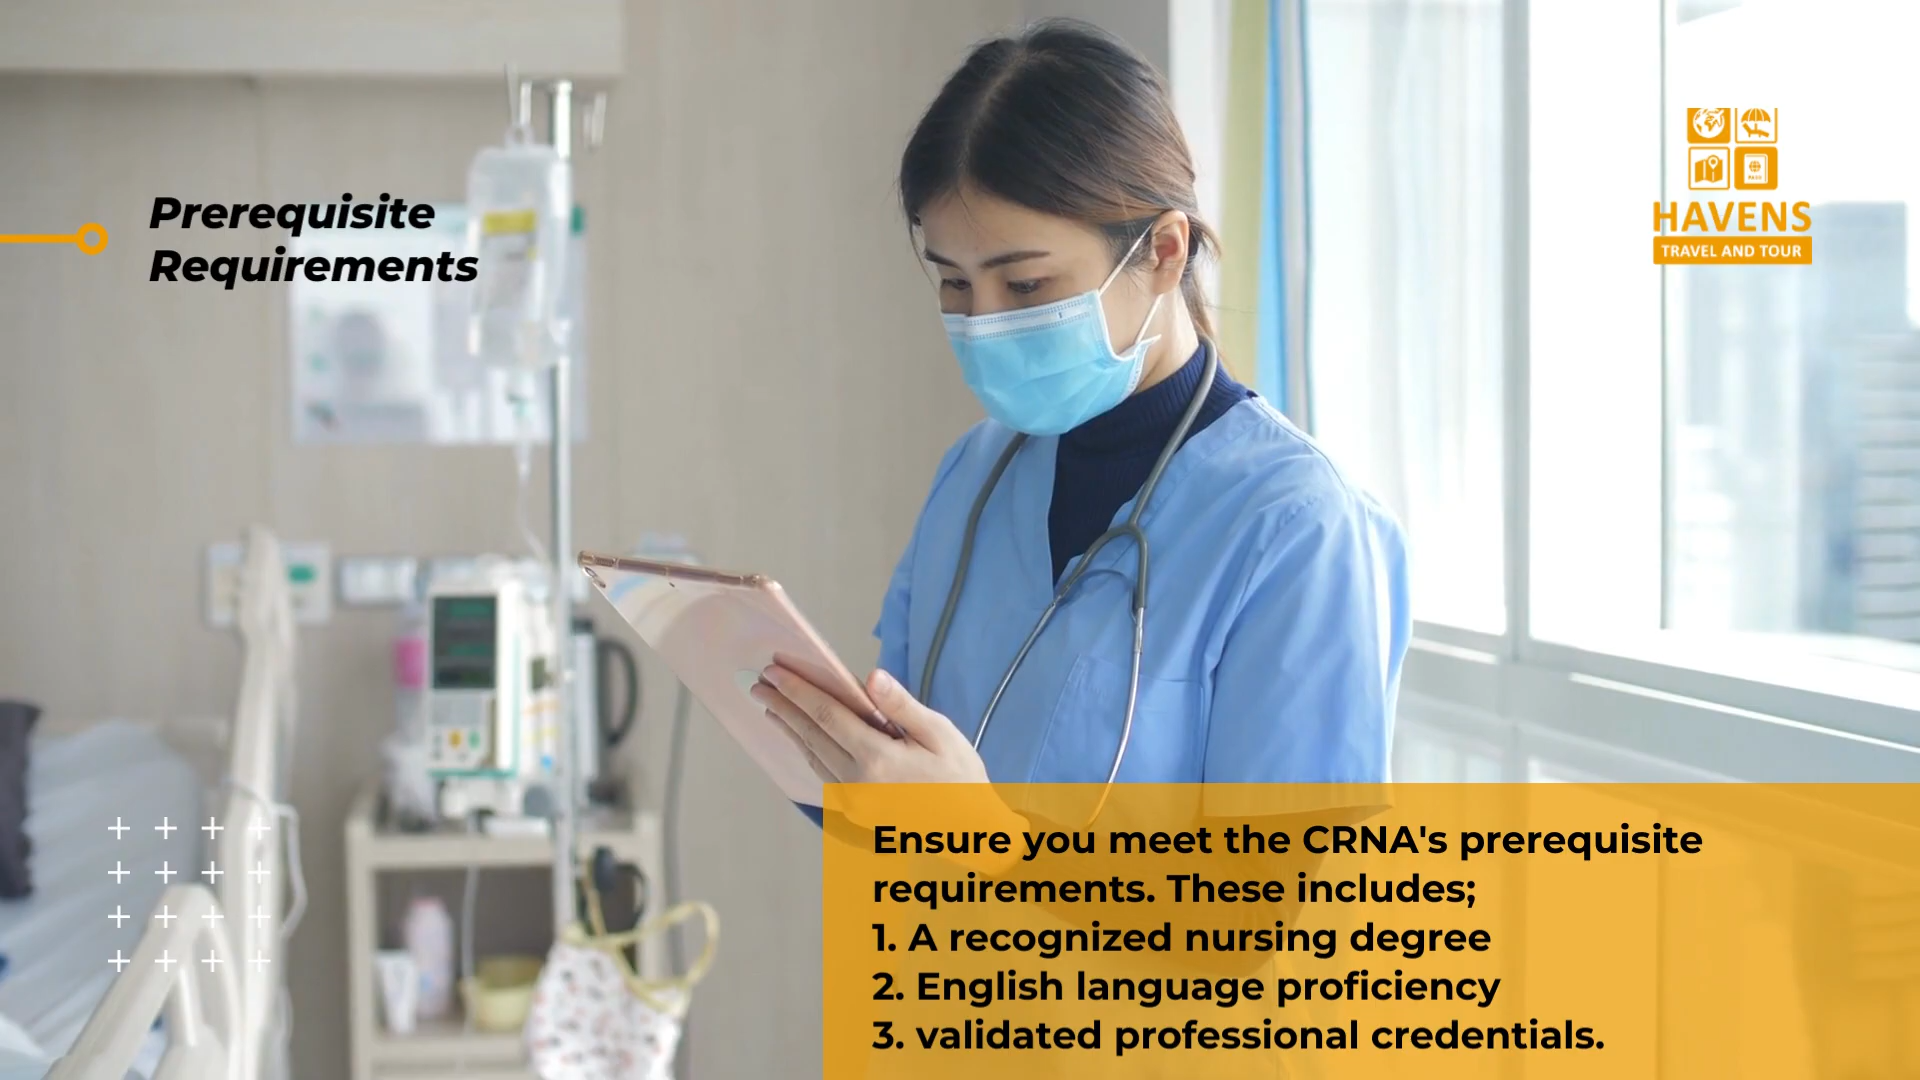 Prerequisite
Requirements
HAVENS
TRAVEL AND TOUR
Ensure you meet the CRNA's prerequisite
requirements. These includes;
1. A recognized nursing degree
2. English language proficiency
3. validated professional credentials.